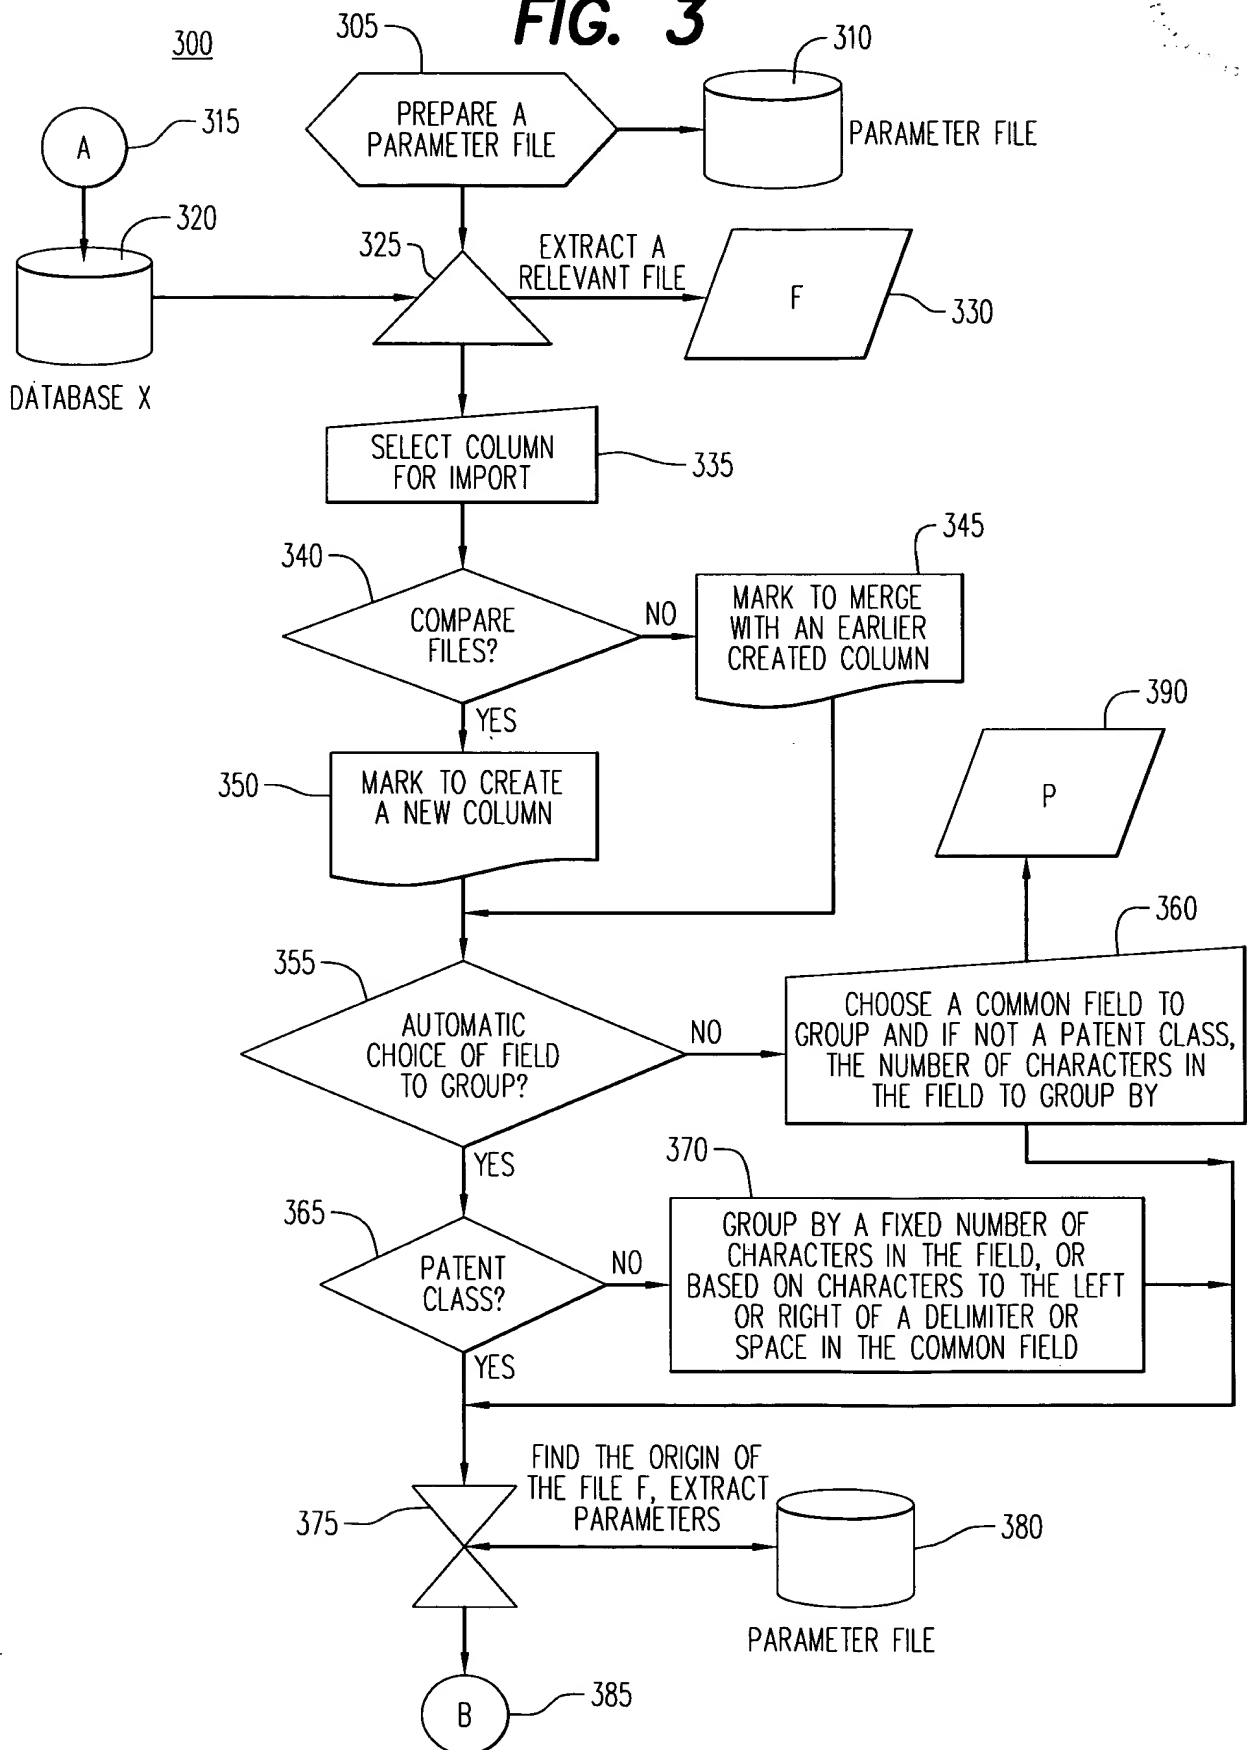 FIG. 3
300
305
PREPARE A
PARAMETER FILE
310
PARAMETER FILE
315
A
320
DATABASE X
325
EXTRACT A
RELEVANT FILE
F
330
SELECT COLUMN
FOR IMPORT
335
340
COMPARE
FILES?
NO
YES
345
MARK TO MERGE
WITH AN EARLIER
CREATED COLUMN
350
MARK TO CREATE
A NEW COLUMN
390
P
355
AUTOMATIC
CHOICE OF FIELD
TO GROUP?
NO
YES
360
CHOOSE A COMMON FIELD TO
GROUP AND IF NOT A PATENT CLASS,
THE NUMBER OF CHARACTERS IN
THE FIELD TO GROUP BY
365
PATENT
CLASS?
NO
YES
370
GROUP BY A FIXED NUMBER OF
CHARACTERS IN THE FIELD, OR
BASED ON CHARACTERS TO THE LEFT
OR RIGHT OF A DELIMITER OR
SPACE IN THE COMMON FIELD
375
FIND THE ORIGIN OF
THE FILE F, EXTRACT
PARAMETERS
380
PARAMETER FILE
B
385